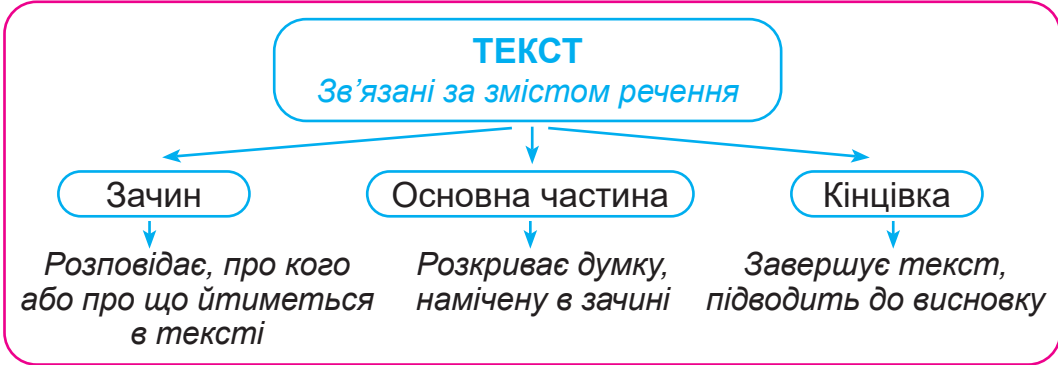 ТЕКСТ
Зв’язані за змістом речення
Зачин
Основна частина
Кінцівка
Розповідає, про кого
або про що йтиметься
в тексті
Розкриває думку,
намічену в зачині
Завершує текст,
підводить до висновку